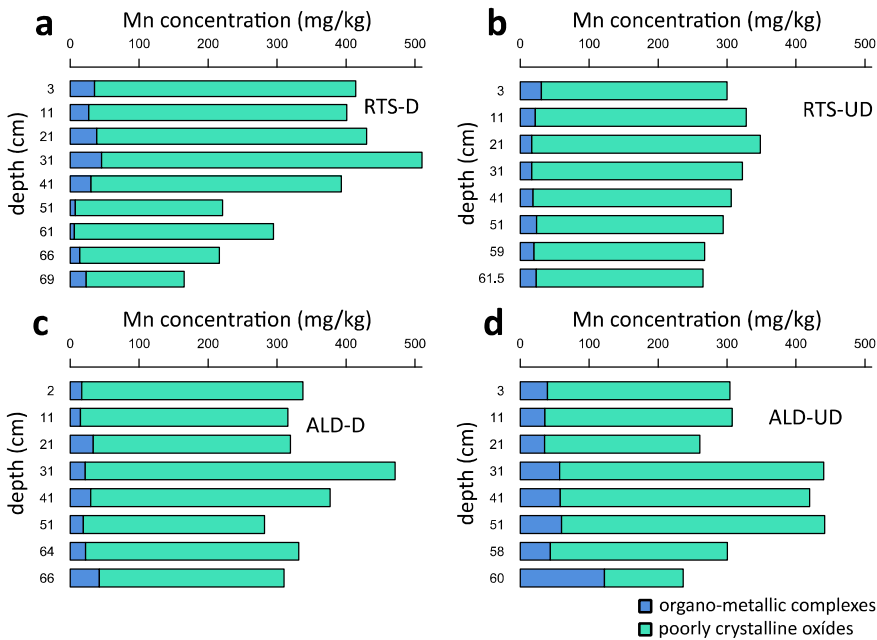 a
Mn concentration (mg/kg)
0 100 200 300 400 500
depth (cm)
3
11
21
31
41
51
61
66
69
RTS-D
b
Mn concentration (mg/kg)
0 100 200 300 400 500
depth (cm)
3
11
21
31
41
51
59
61.5
RTS-UD
c
Mn concentration (mg/kg)
0 100 200 300 400 500
depth (cm)
2
11
21
31
41
51
64
66
ALD-D
d
Mn concentration (mg/kg)
0 100 200 300 400 500
depth (cm)
3
11
21
31
41
51
58
60
ALD-UD
organo-metallic complexes
poorly crystalline oxídes